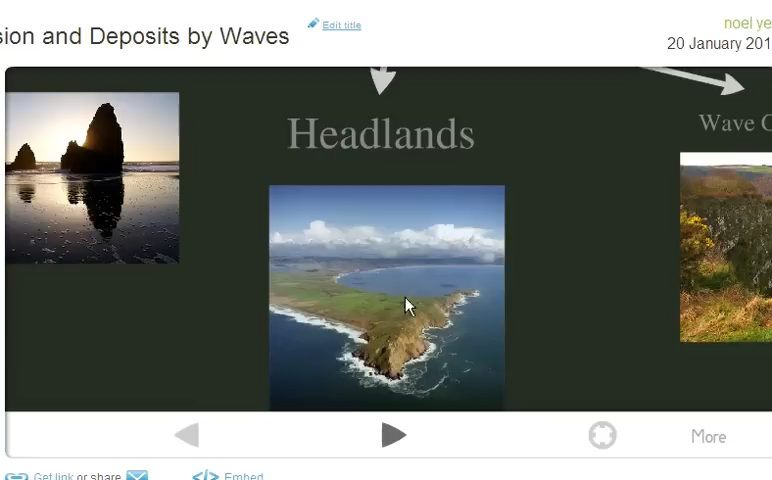 sion and Deposits by Waves
Edit title
noel ye
20 January 201
Headlands
Wave C
More
Get link or share
Embed